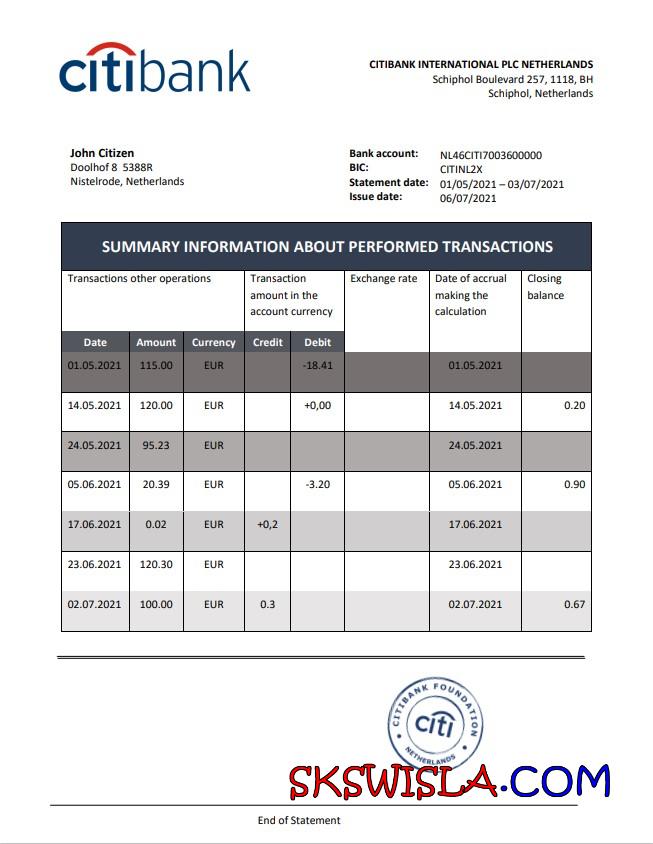 citibank
CITIBANK INTERNATIONAL PLC NETHERLANDS
Schiphol Boulevard 257, 1118, BH
Schiphol, Netherlands
John Citizen
Doolhof 8 5388R
Nistelrode, Netherlands
Bank account: NL46CITI7003600000
BIC: CITINL2X
Statement date: 01/05/2021 – 03/07/2021
Issue date: 06/07/2021
SUMMARY INFORMATION ABOUT PERFORMED TRANSACTIONS
Transactions other operations
Transaction
amount in the
account currency
Exchange rate
Date of accrual
making the
calculation
Closing
balance
Date Amount Currency Credit Debit
01.05.2021 115.00 EUR -18.41 01.05.2021
14.05.2021 120.00 EUR +0,00 14.05.2021 0.20
24.05.2021 95.23 EUR 24.05.2021
05.06.2021 20.39 EUR -3.20 05.06.2021 0.90
17.06.2021 0.02 EUR +0,2 17.06.2021
23.06.2021 120.30 EUR 23.06.2021
02.07.2021 100.00 EUR 0.3 02.07.2021 0.67
CITIBANK FOUNDATION
citi
NETHERLANDS
SKSWISLA.COM
End of Statement